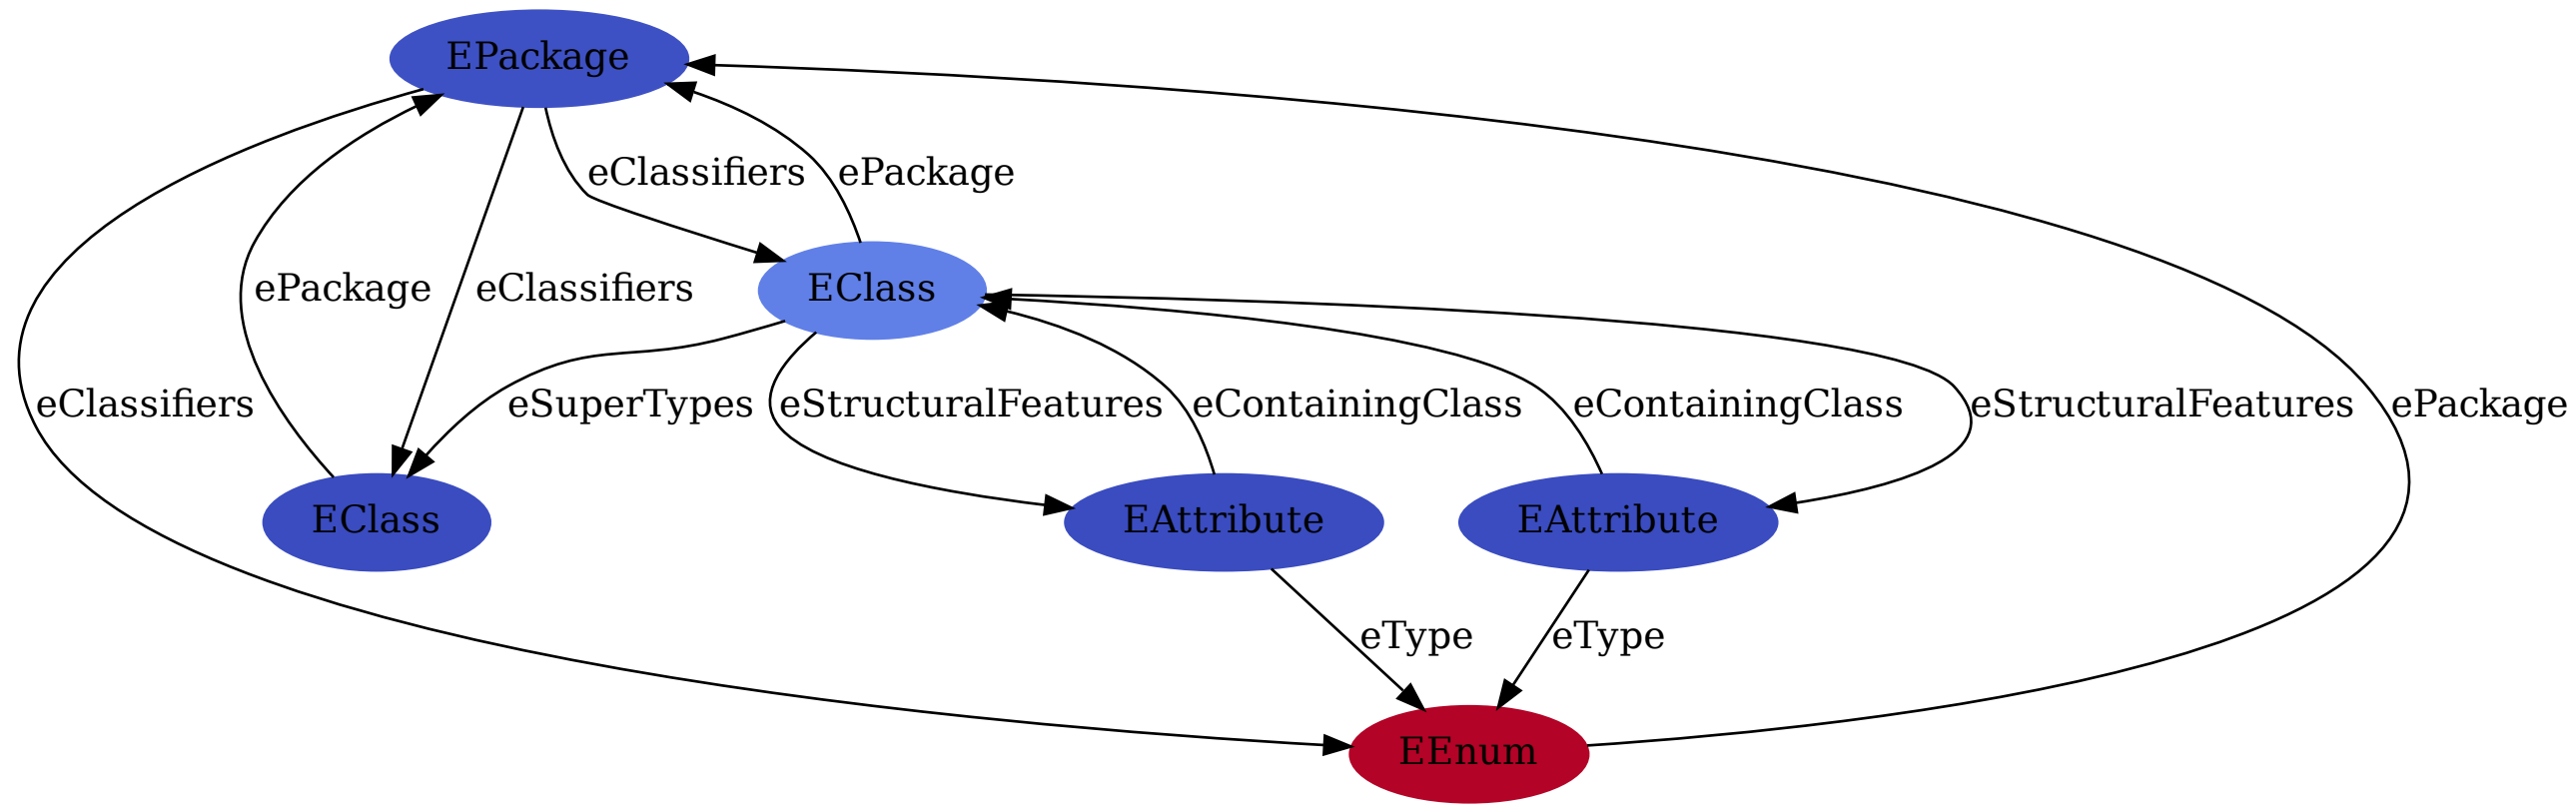 EPackage
eClassifiers
ePackage
ePackage
eClassifiers
EClass
eClassifiers
eSuperTypes
eStructuralFeatures
eContainingClass
eContainingClass
eStructuralFeatures
ePackage
EClass
EAttribute
EAttribute
eType
eType
EEnum